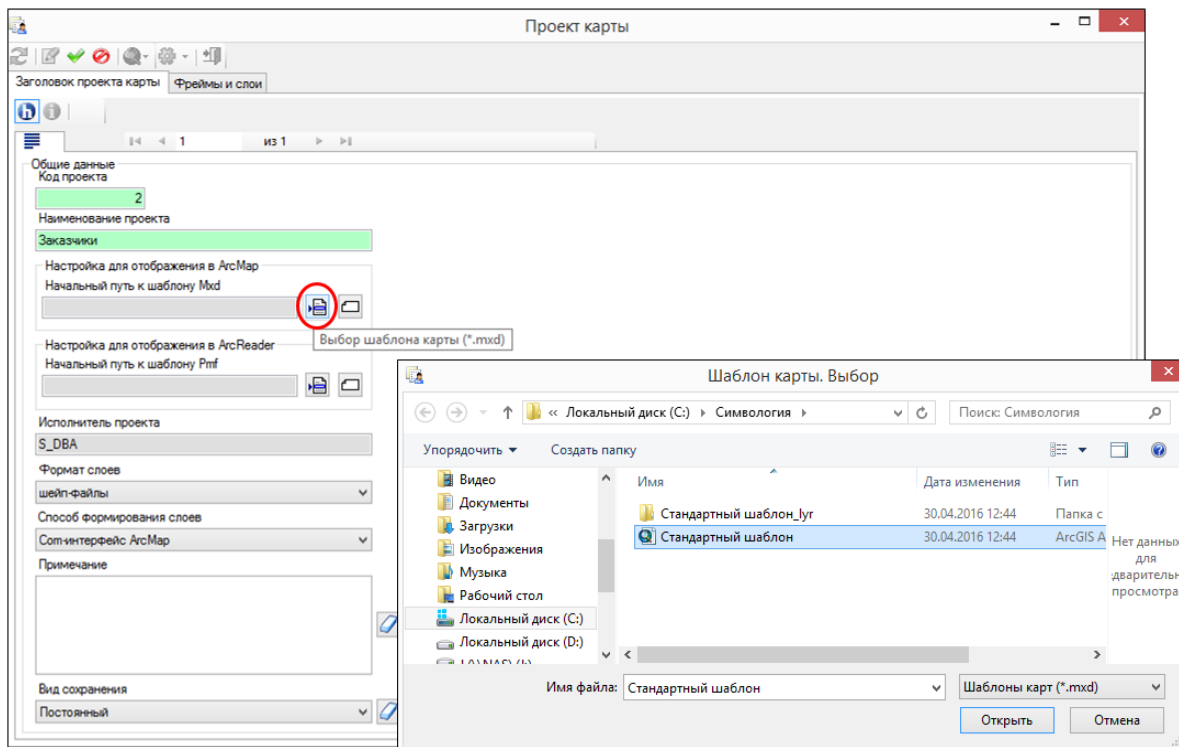 Проект карты
Заголовок проекта карты Фреймы и слои
1 из 1
Общие данные
Код проекта
2
Наименование проекта
Заказчики
Настройка для отображения в ArcMap
Начальный путь к шаблону Mxd
Выбор шаблона карты (*.mxd)
Настройка для отображения в ArcReader
Начальный путь к шаблону Pmf
Исполнитель проекта
S_DBA
Формат слоев
шейп-файлы
Способ формирования слоев
Com-интерфейс ArcMap
Примечание
Вид сохранения
Постоянный
Шаблон карты. Выбор
« Локальный диск (C:) Симвология
Поиск: Симвология
Упорядочить Создать папку
Видео
Документы
Загрузки
Изображения
Музыка
Рабочий стол
Локальный диск (C:)
Локальный диск (D:)
Имя Дата изменения Тип
Стандартный шаблон_lyr 30.04.2016 12:44 Папка с
Стандартный шаблон 30.04.2016 12:44 ArcGIS A
Нет данных
для
едварительн
просмотра
Имя файла: Стандартный шаблон Шаблоны карт (*.mxd)
Открыть Отмена